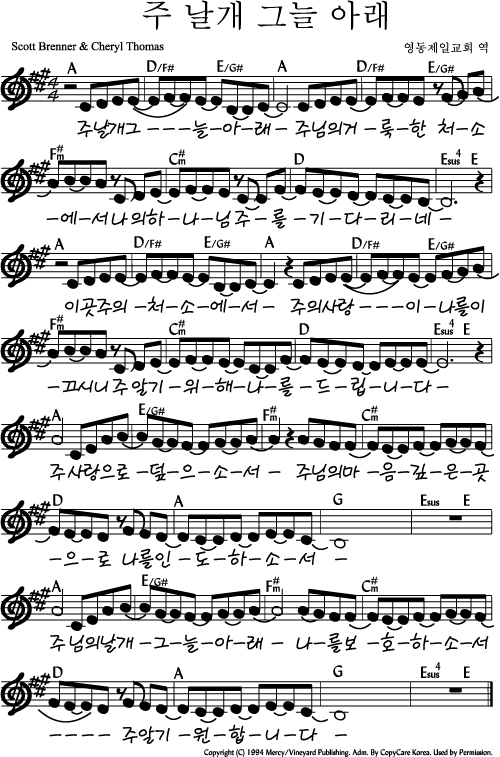 주 날개 그늘 아래
Scott Brenner & Cheryl Thomas 영동제일교회 역
A D/F# E/G# A D/F# E/G#
4/4
주날개그----늘-아-래- 주님의거-룩-한 처-소
F#m C#m D Esus4 E
-에-서나의하-나-님주-를-기-다-리-네-
A D/F# E/G# A D/F# E/G#
이곳주의-처-소-에-서- 주의사랑----이-나를이
F#m C#m D Esus4 E
-끄시니주알기-위-해-나-를-드-립-니-다-
A E/G# F#m C#m
주사랑으로-덮-으-소-서 주님의마-음-깊-은-곳
D A G Esus E
-으-로 나를인-도-하-소-서-
A E/G# F#m C#m
주님의날개-그-늘-아-래- 나-를보-호-하-소-서
D A G Esus4 E
----주알기-원-합-니-다-
Copyright (C) 1994 Mercy/Vineyard Publishing. Adm. By CopyCare Korea. Used by Permission.